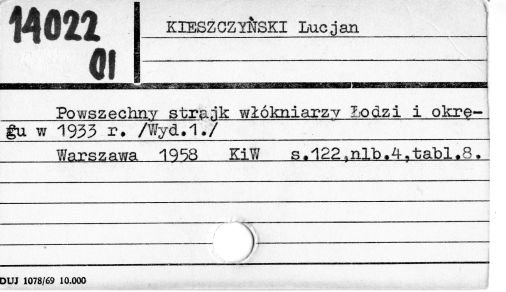 14022
01
KIESZCZYŃSKI Lucjan
Powszechny strajk włókniarzy Łodzi i okrę-
gu w 1933 r. /Wyd.1./
Warszawa 1958 KiW s.122,nlb.4,tabl.8.
DUJ 1078/69 10.000